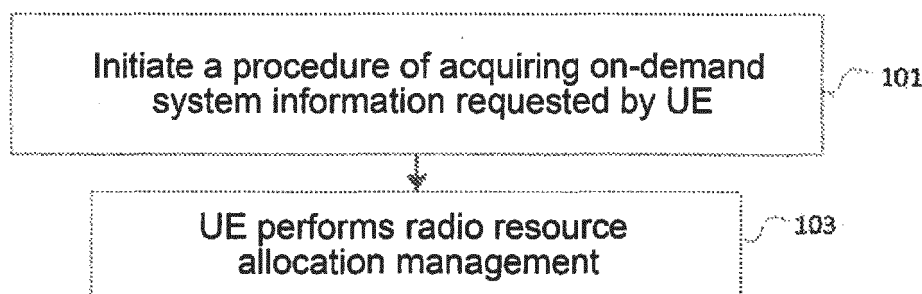 Initiate a procedure of acquiring on-demand
system information requested by UE
101
UE performs radio resource
allocation management
103